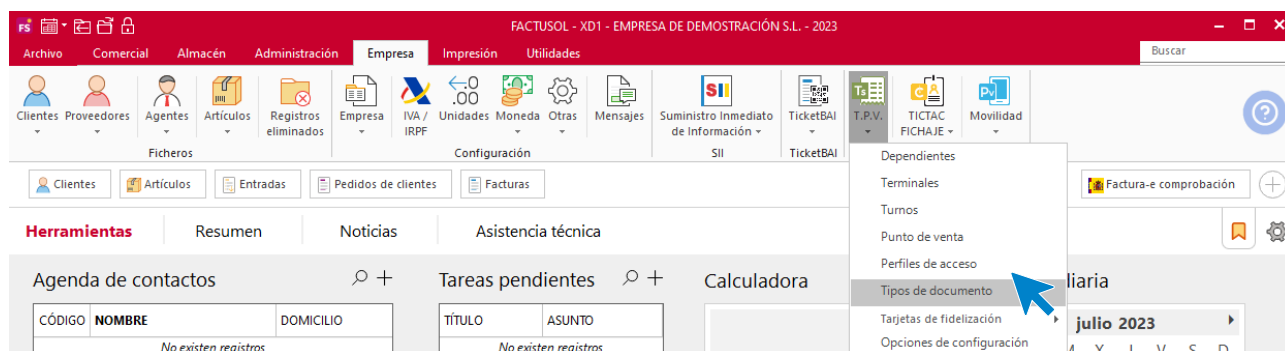 FS FACTUSOL - XD1 - EMPRESA DE DEMOSTRACIÓN S.L. - 2023
Archivo Comercial Almacén Administración Empresa Impresión Utilidades Buscar
Clientes Proveedores Agentes Artículos Registros eliminados Empresa IVA / IRPF Unidades Moneda Otras Mensajes Suministro Inmediato de Información TicketBAI T.P.V. TICTAC FICHAJE Movilidad
Ficheros Configuración SII TicketBAI
Dependientes
Clientes Artículos Entradas Pedidos de clientes Facturas Factura-e comprobación
Terminales
Turnos
Herramientas Resumen Noticias Asistencia técnica
Punto de venta
Perfiles de acceso
Agenda de contactos Tareas pendientes Calculadora liaria
Tipos de documento
CÓDIGO NOMBRE DOMICILIO TÍTULO ASUNTO julio 2023
Tarjetas de fidelización
No existen registros No existen registros M X J V S D
Opciones de configuración